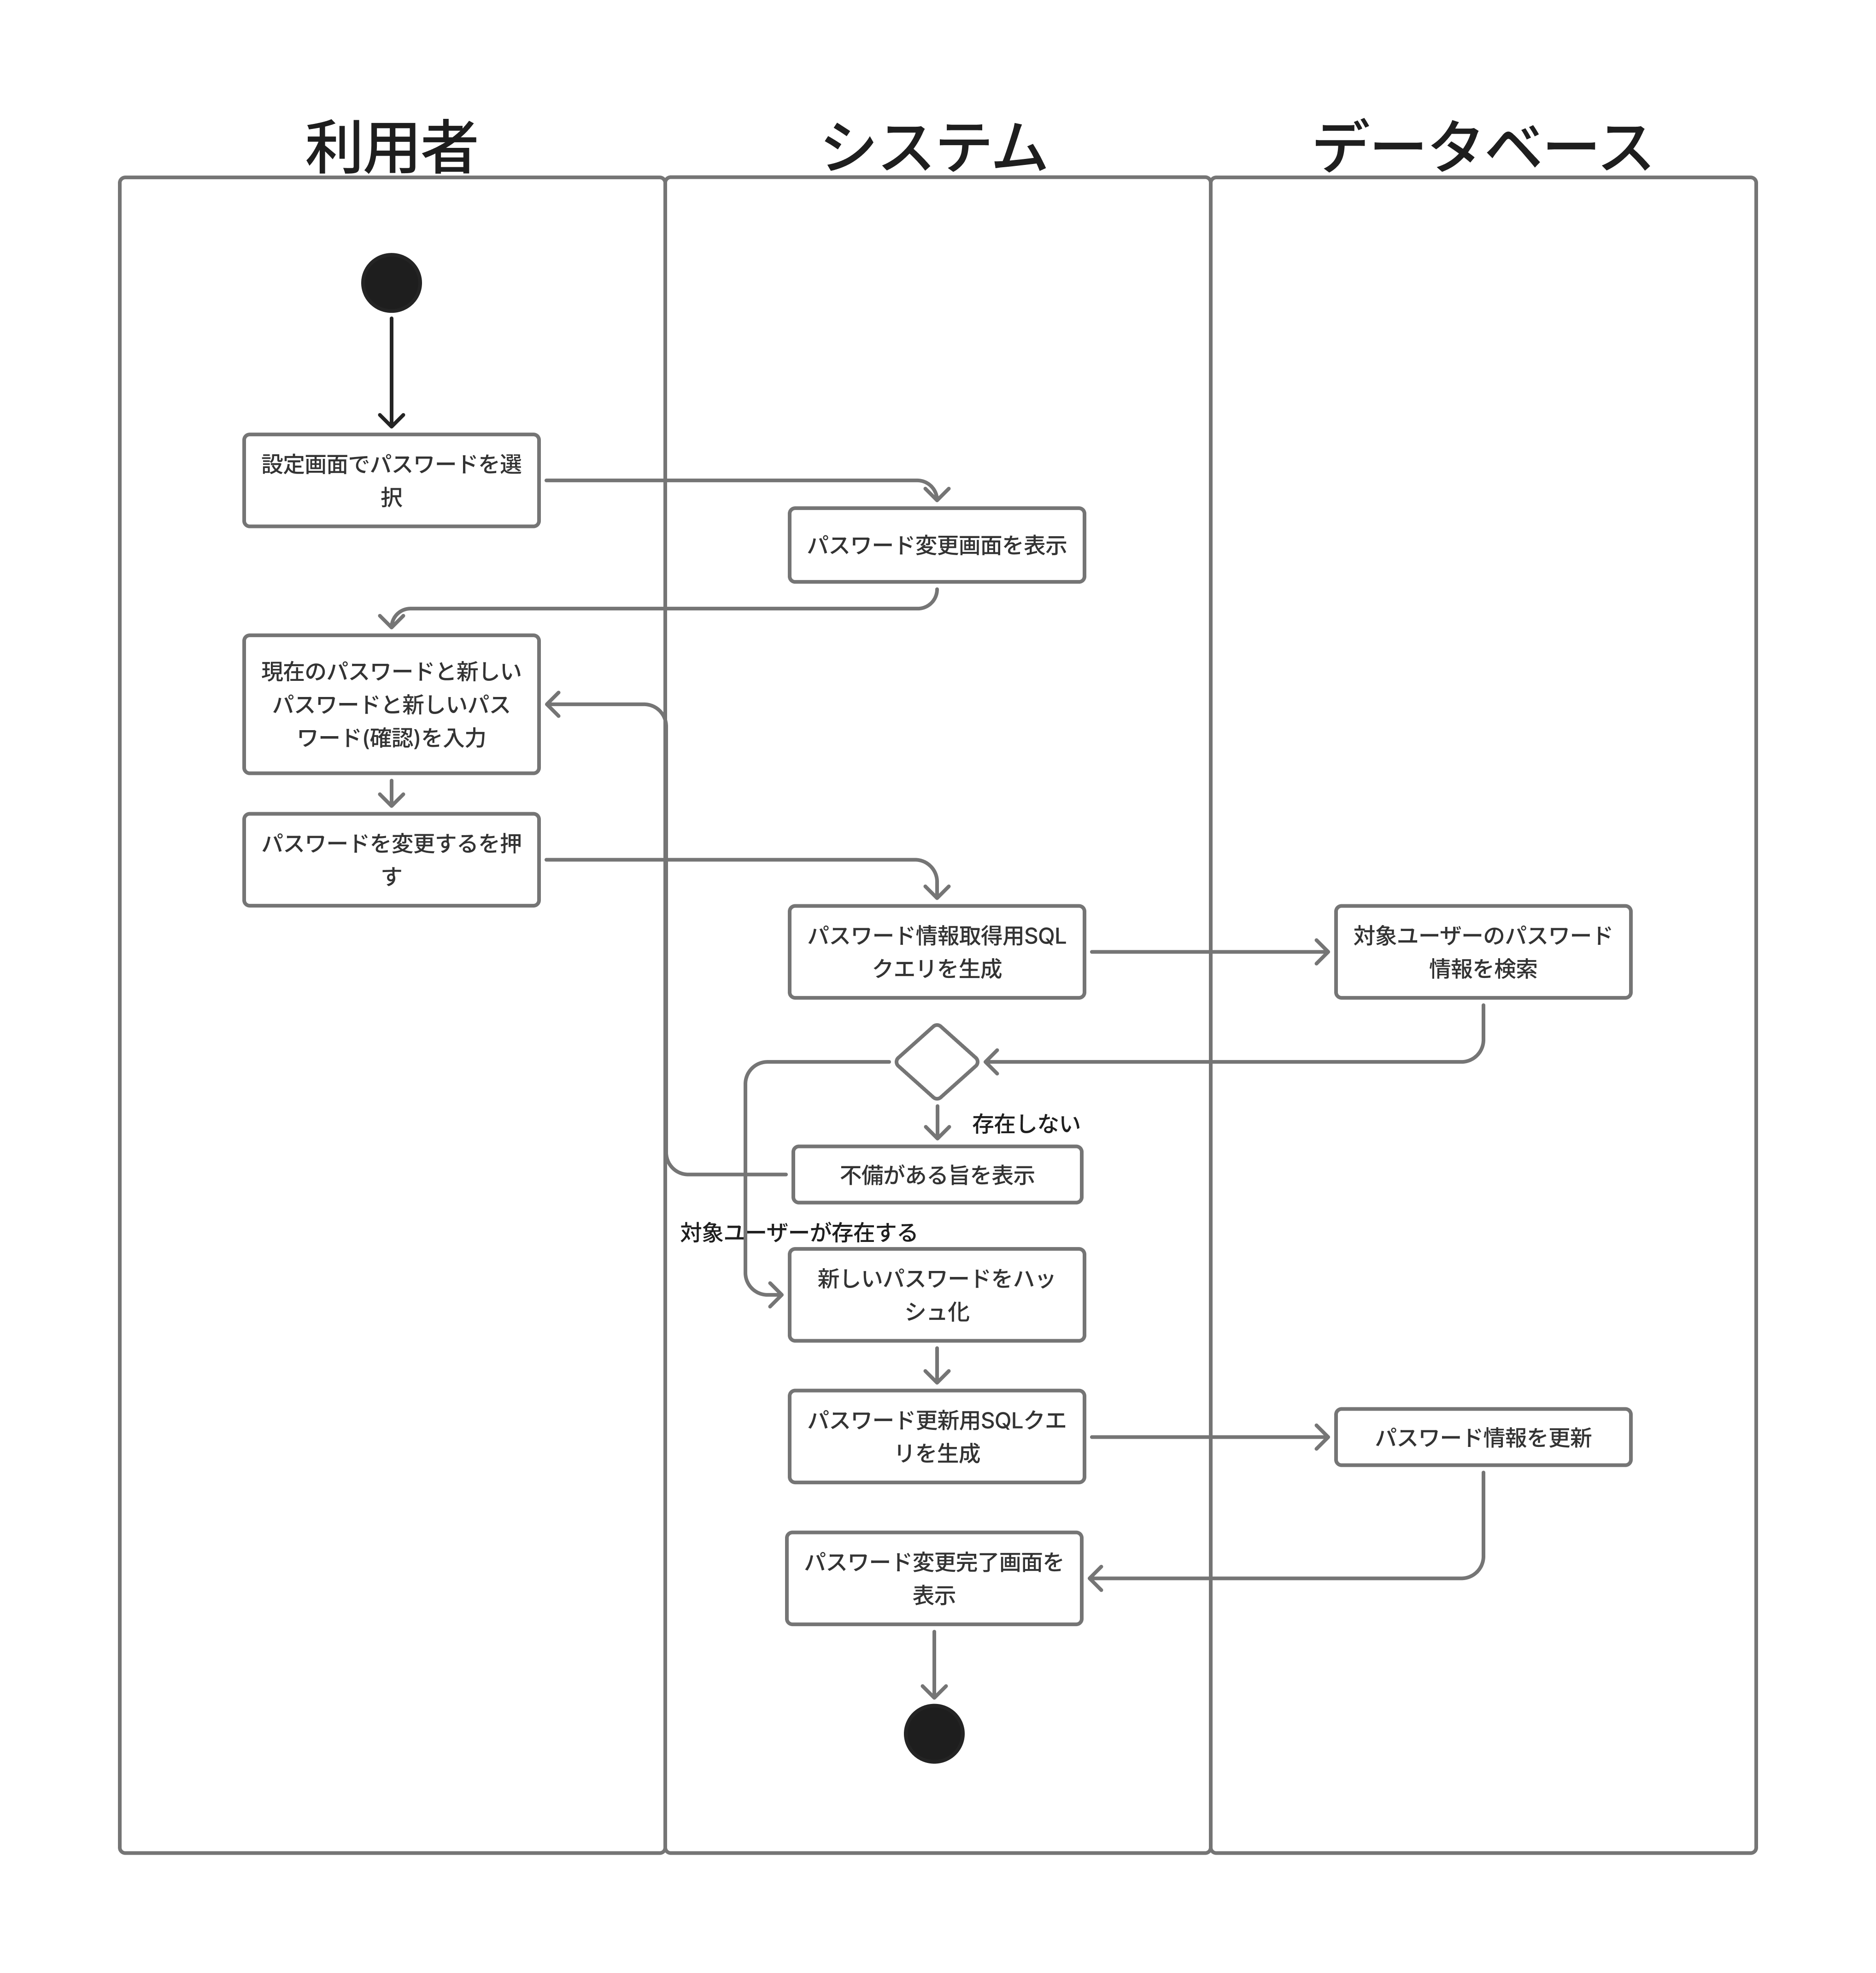 利用者
システム
データベース
設定画面でパスワードを選
択
パスワード変更画面を表示
現在のパスワードと新しい
パスワードと新しいパス
ワード(確認)を入力
パスワードを変更するを押
す
パスワード情報取得用SQL
クエリを生成
対象ユーザーのパスワード
情報を検索
存在しない
不備がある旨を表示
対象ユーザーが存在する
新しいパスワードをハッ
シュ化
パスワード更新用SQLクエ
リを生成
パスワード情報を更新
パスワード変更完了画面を
表示